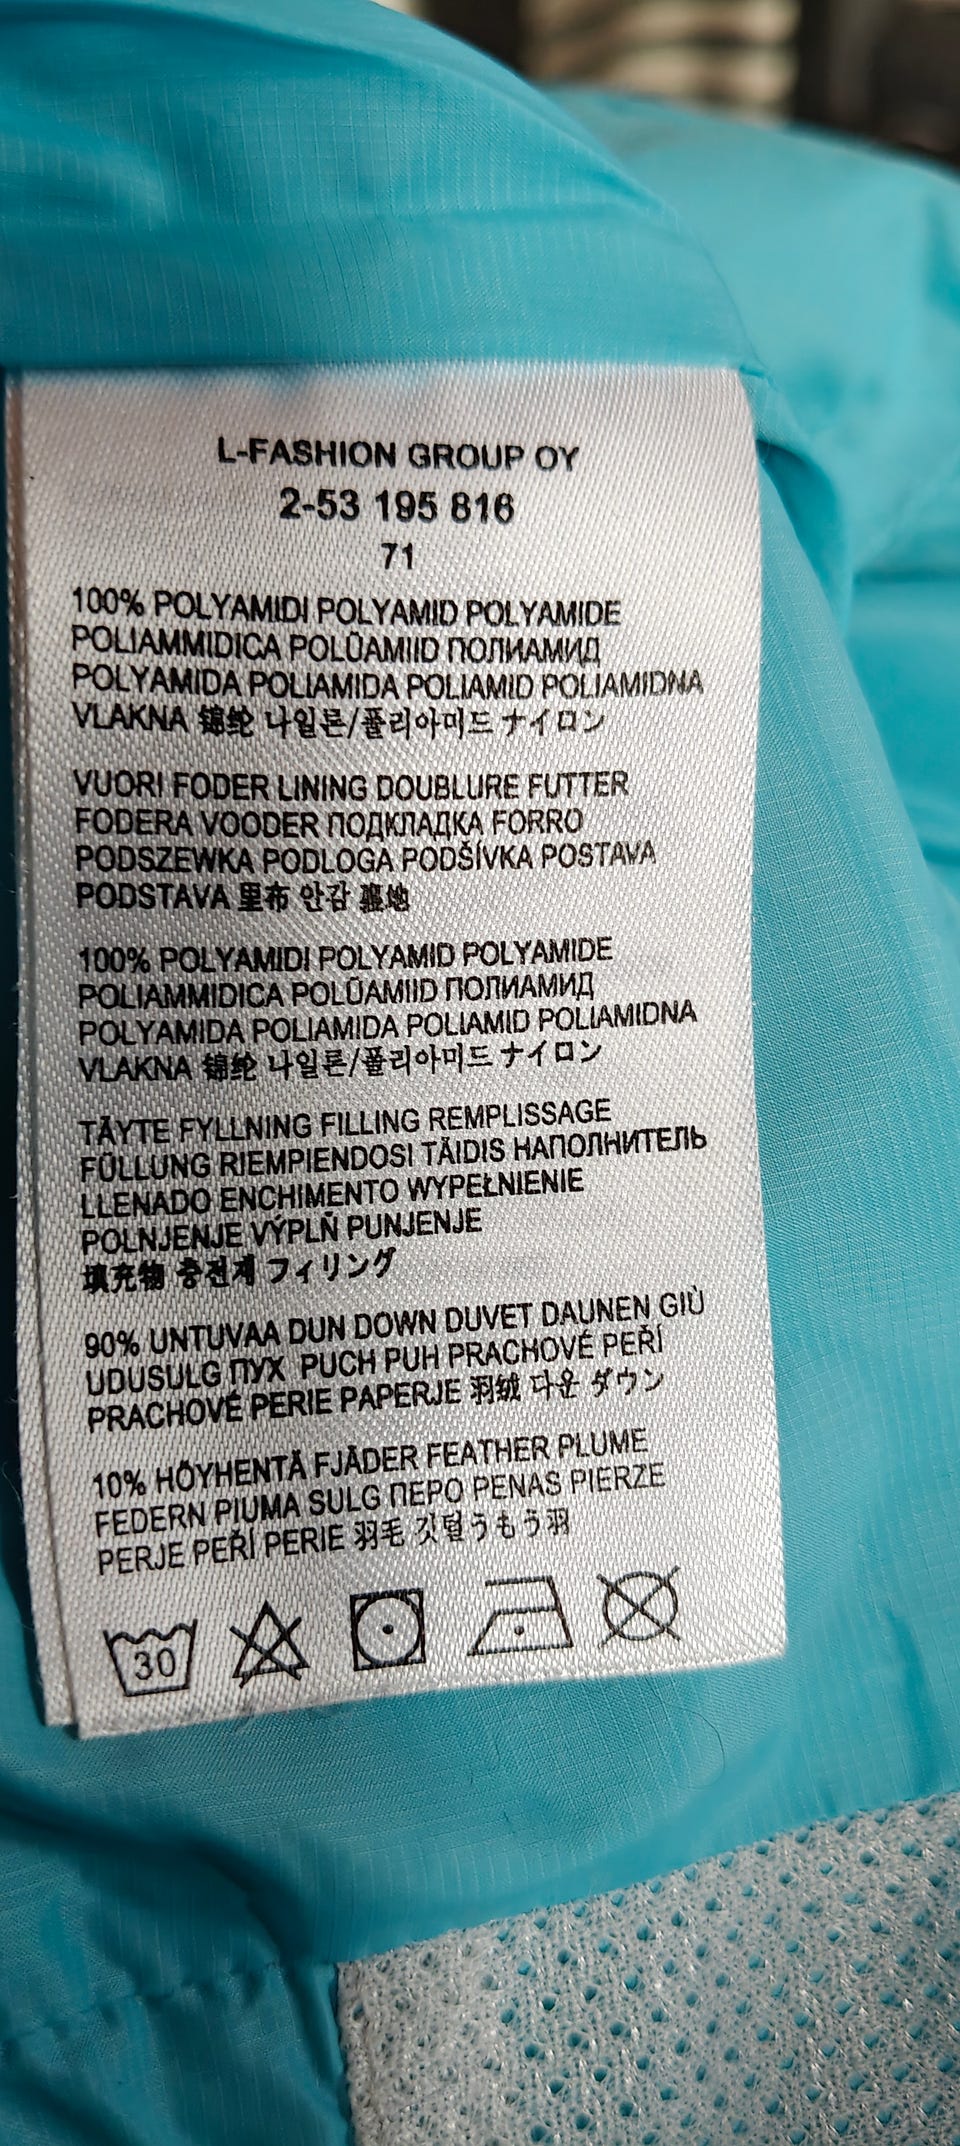 L-FASHION GROUP OY
2-53 195 816
71
100% POLYAMIDI POLYAMID POLYAMIDE
POLIAMMIDICA POLÜAMIID ПОЛИАМИД
POLYAMIDA POLIAMIDA POLIAMID POLIAMIDNA
VLAKNA 锦纶 나일론/폴리아미드 ナイロン
VUORI FODER LINING DOUBLURE FUTTER
FODERA VOODER ПОДКЛАДКА FORRO
PODSZEWKA PODLOGA PODŠÍVKA POSTAVA
PODSTAVA 里布 안감 裏地
100% POLYAMIDI POLYAMID POLYAMIDE
POLIAMMIDICA POLÜAMIID ПОЛИАМИД
POLYAMIDA POLIAMIDA POLIAMID POLIAMIDNA
VLAKNA 锦纶 나일론/폴리아미드 ナイロン
TÄYTE FYLLNING FILLING REMPLISSAGE
FÜLLUNG RIEMPIENDOSI TÄIDIS НАПОЛНИТЕЛЬ
LLENADO ENCHIMENTO WYPEŁNIENIE
POLNJENJE VÝPLŇ PUNJENJE
填充物 충전재 フィリング
90% UNTUVAA DUN DOWN DUVET DAUNEN GIÙ
UDUSULG ПУХ PUCH PUH PRACHOVÉ PEŘÍ
PRACHOVÉ PERIE PAPERJE 羽绒 다운 ダウン
10% HÖYHENTÄ FJÄDER FEATHER PLUME
FEDERN PIUMA SULG ПЕРО PENAS PIERZE
PERJE PEŘÍ PERIE 羽毛 깃털 うもう羽
30